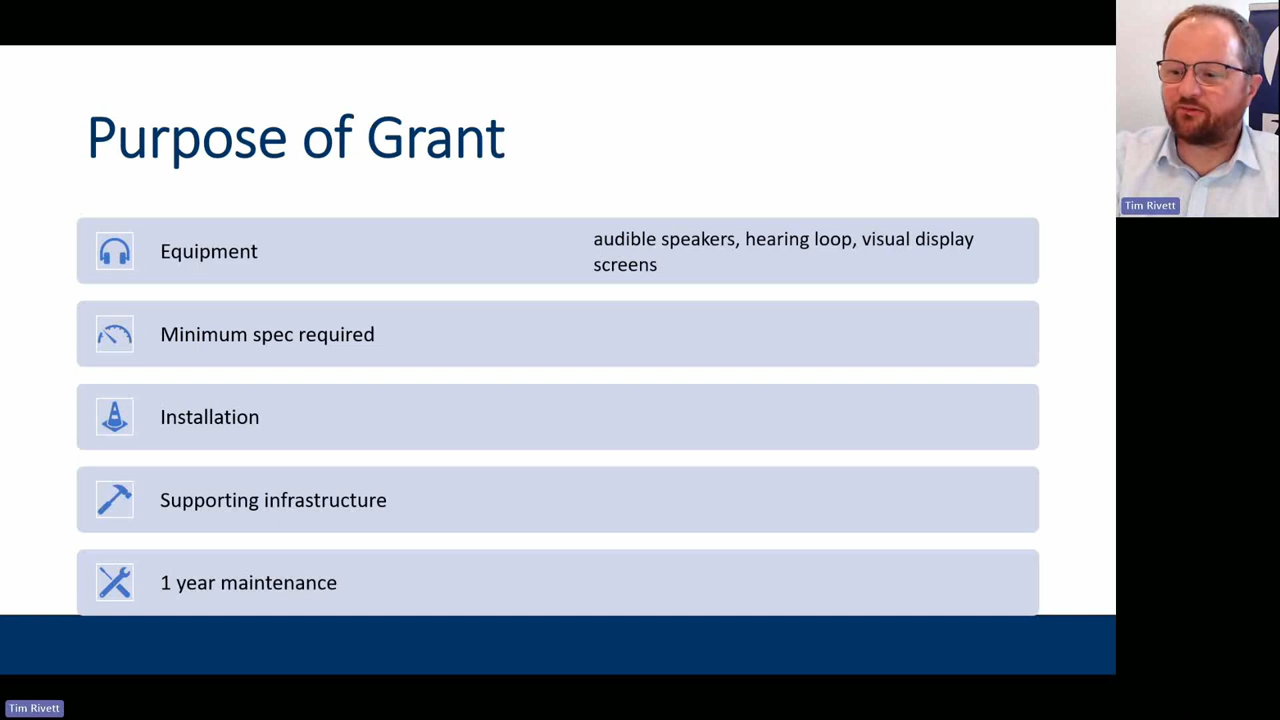 Purpose of Grant
Equipment
audible speakers, hearing loop, visual display
screens
Minimum spec required
Installation
Supporting infrastructure
1 year maintenance
Tim Rivett
Tim Rivett